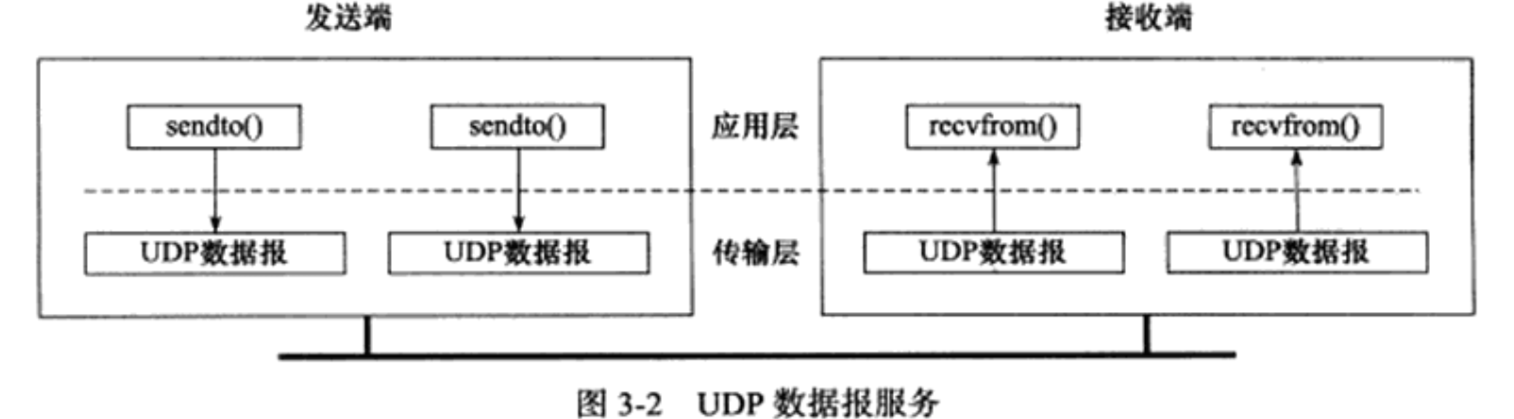 发送端 接收端
sendto() sendto() 应用层 recvfrom() recvfrom()
UDP数据报 UDP数据报 传输层 UDP数据报 UDP数据报
图 3-2 UDP 数据报服务